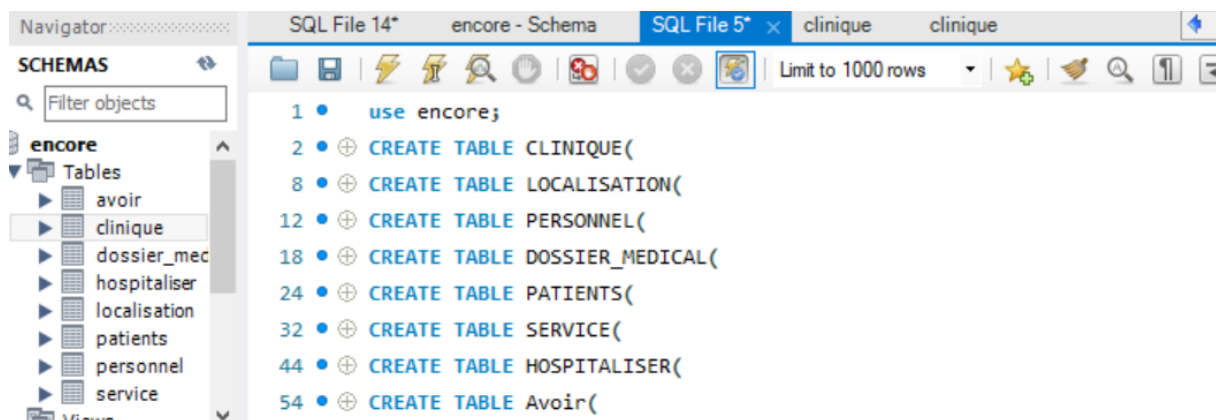 Navigator
SQL File 14* encore - Schema SQL File 5* × clinique clinique
SCHEMAS
Filter objects
Limit to 1000 rows
encore
Tables
avoir
clinique
dossier_med
hospitaliser
localisation
patients
personnel
service
Views
1 use encore;
2 CREATE TABLE CLINIQUE(
8 CREATE TABLE LOCALISATION(
12 CREATE TABLE PERSONNEL(
18 CREATE TABLE DOSSIER_MEDICAL(
24 CREATE TABLE PATIENTS(
32 CREATE TABLE SERVICE(
44 CREATE TABLE HOSPITALISER(
54 CREATE TABLE Avoir(